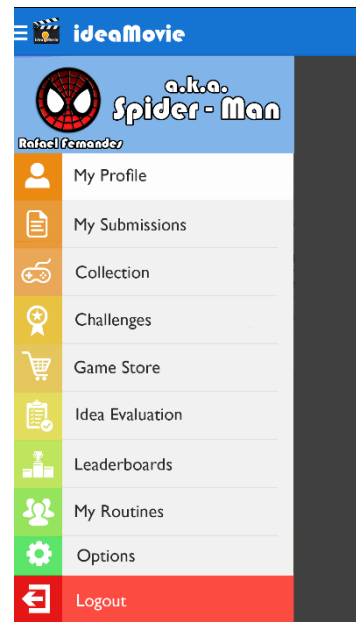 ideaMovie
a.k.a.
Spider - Man
Rafael Fernandez
My Profile
My Submissions
Collection
Challenges
Game Store
Idea Evaluation
Leaderboards
My Routines
Options
Logout